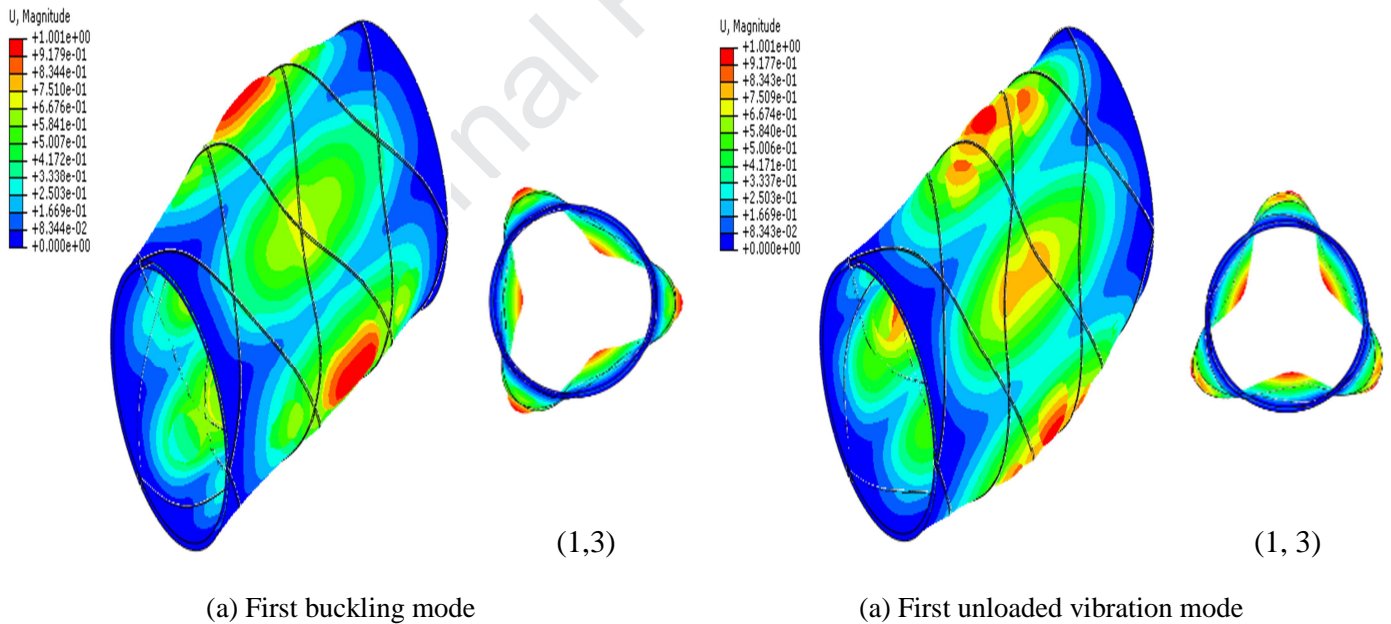 U, Magnitude
+1.001e+00
+9.179e-01
+8.344e-01
+7.510e-01
+6.676e-01
+5.841e-01
+5.007e-01
+4.172e-01
+3.338e-01
+2.503e-01
+1.669e-01
+8.344e-02
+0.000e+00
(1,3)
(a) First buckling mode
U, Magnitude
+1.001e+00
+9.177e-01
+8.343e-01
+7.509e-01
+6.674e-01
+5.840e-01
+5.006e-01
+4.171e-01
+3.337e-01
+2.503e-01
+1.669e-01
+8.343e-02
+0.000e+00
(1, 3)
(a) First unloaded vibration mode